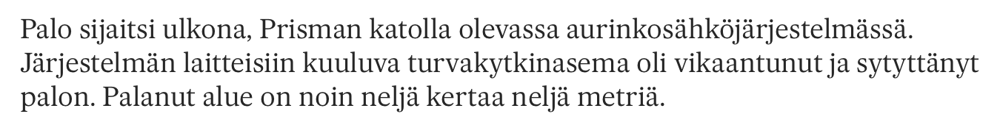 Palo sijaitsi ulkona, Prisman katolla olevassa aurinkosähköjärjestelmässä.
Järjestelmän laitteisiin kuuluva turvakytkinasema oli vikaantunut ja sytyttänyt
palon. Palanut alue on noin neljä kertaa neljä metriä.